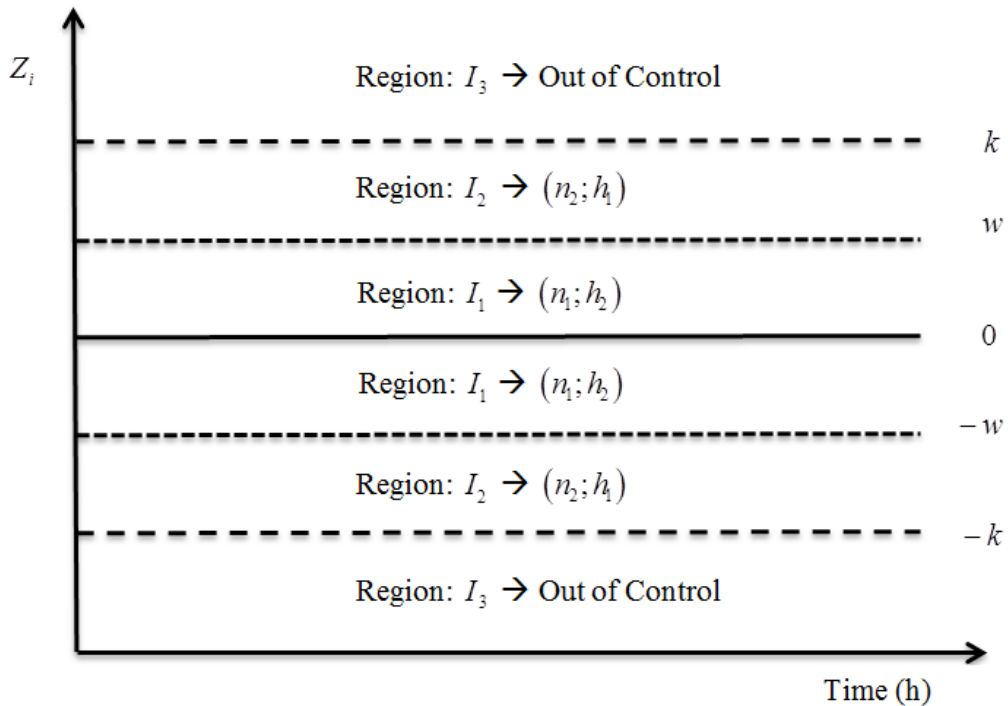 Z_i
Region: I_3 → Out of Control
k
Region: I_2 → (n_2; h_1)
w
Region: I_1 → (n_1; h_2)
0
Region: I_1 → (n_1; h_2)
− w
Region: I_2 → (n_2; h_1)
− k
Region: I_3 → Out of Control
Time (h)